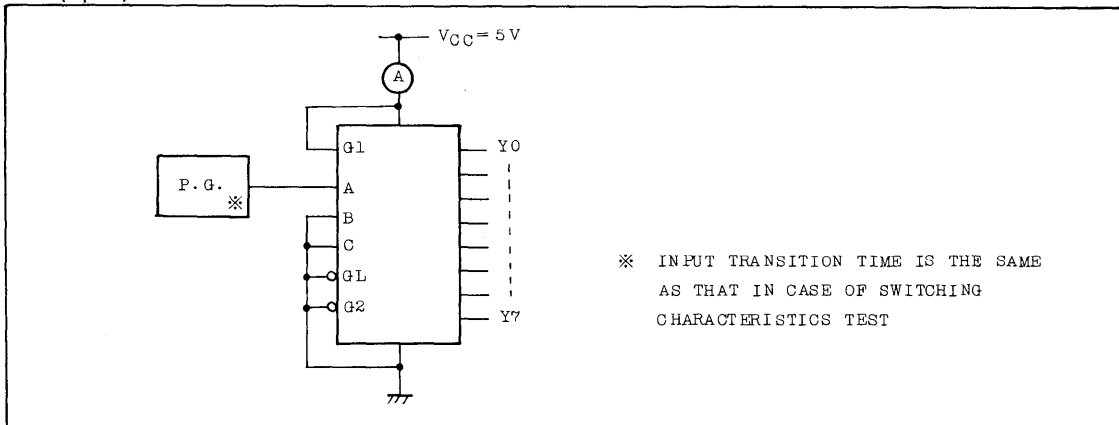 VCC=5V
A
G1
Y0
P.G.
※
A
B
C
GL
G2
Y7
※ INPUT TRANSITION TIME IS THE SAME
AS THAT IN CASE OF SWITCHING
CHARACTERISTICS TEST